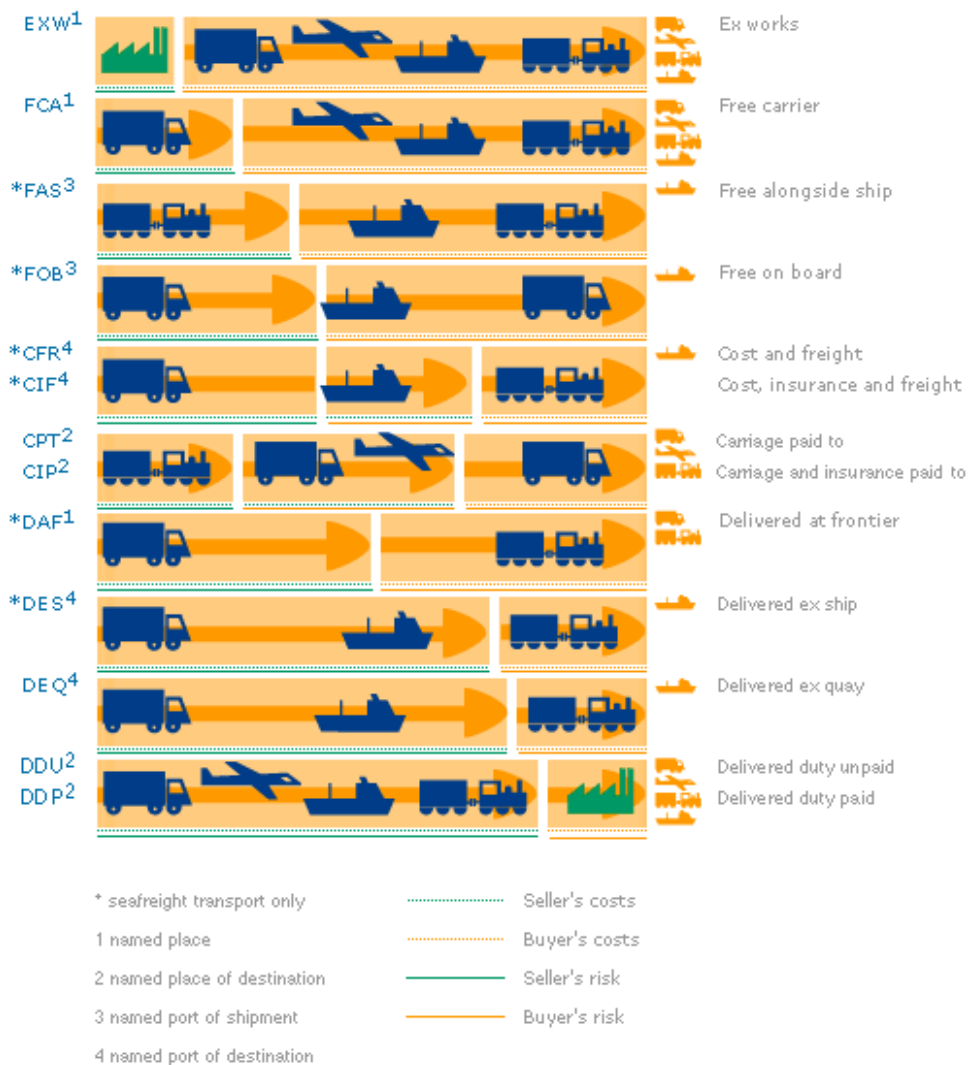 EXW¹ Ex works
FCA¹ Free carrier
*FAS³ Free alongside ship
*FOB³ Free on board
*CFR⁴ Cost and freight
*CIF⁴ Cost, insurance and freight
CPT² Carriage paid to
CIP² Carriage and insurance paid to
*DAF¹ Delivered at frontier
*DES⁴ Delivered ex ship
DEQ⁴ Delivered ex quay
DDU² Delivered duty unpaid
DDP² Delivered duty paid
* seafreight transport only
1 named place
2 named place of destination
3 named port of shipment
4 named port of destination
Seller's costs
Buyer's costs
Seller's risk
Buyer's risk